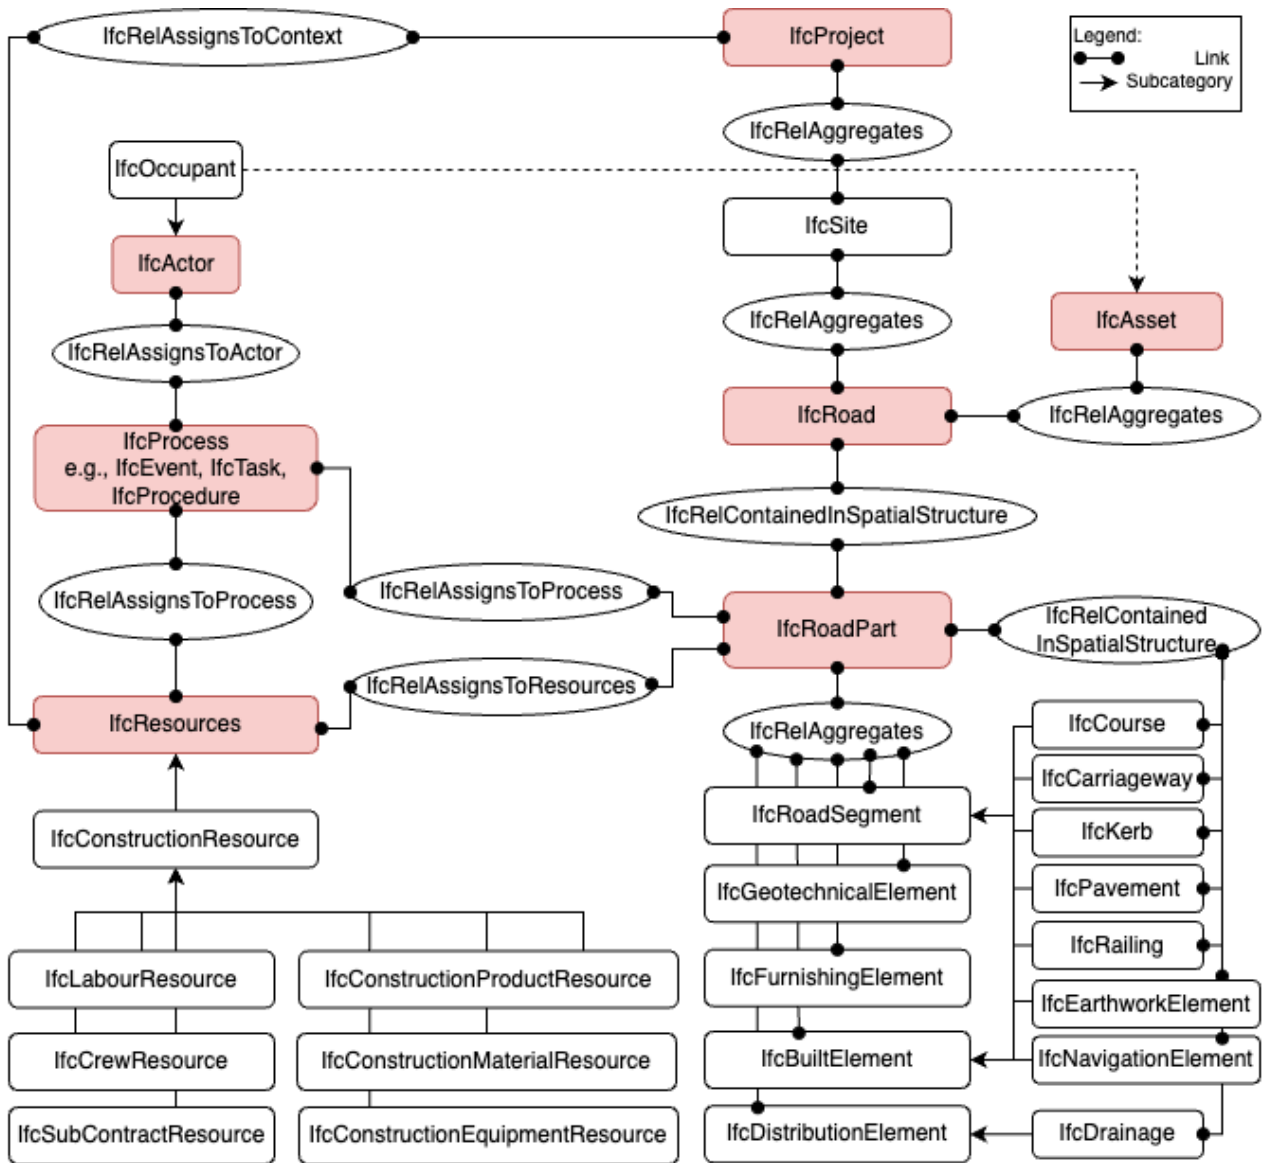 IfcRelAssignsToContext
IfcProject
Legend:
Link
Subcategory
IfcRelAggregates
IfcOccupant
IfcSite
IfcActor
IfcRelAggregates
IfcAsset
IfcRelAssignsToActor
IfcRoad
IfcRelAggregates
IfcProcess
e.g., IfcEvent, IfcTask,
IfcProcedure
IfcRelContainedInSpatialStructure
IfcRelAssignsToProcess
IfcRelAssignsToProcess
IfcRoadPart
IfcRelContained
InSpatialStructure
IfcRelAssignsToResources
IfcResources
IfcRelAggregates
IfcCourse
IfcCarriageway
IfcConstructionResource
IfcRoadSegment
IfcKerb
IfcGeotechnicalElement
IfcPavement
IfcRailing
IfcLabourResource
IfcConstructionProductResource
IfcFurnishingElement
IfcEarthworkElement
IfcCrewResource
IfcConstructionMaterialResource
IfcBuiltElement
IfcNavigationElement
IfcSubContractResource
IfcConstructionEquipmentResource
IfcDistributionElement
IfcDrainage